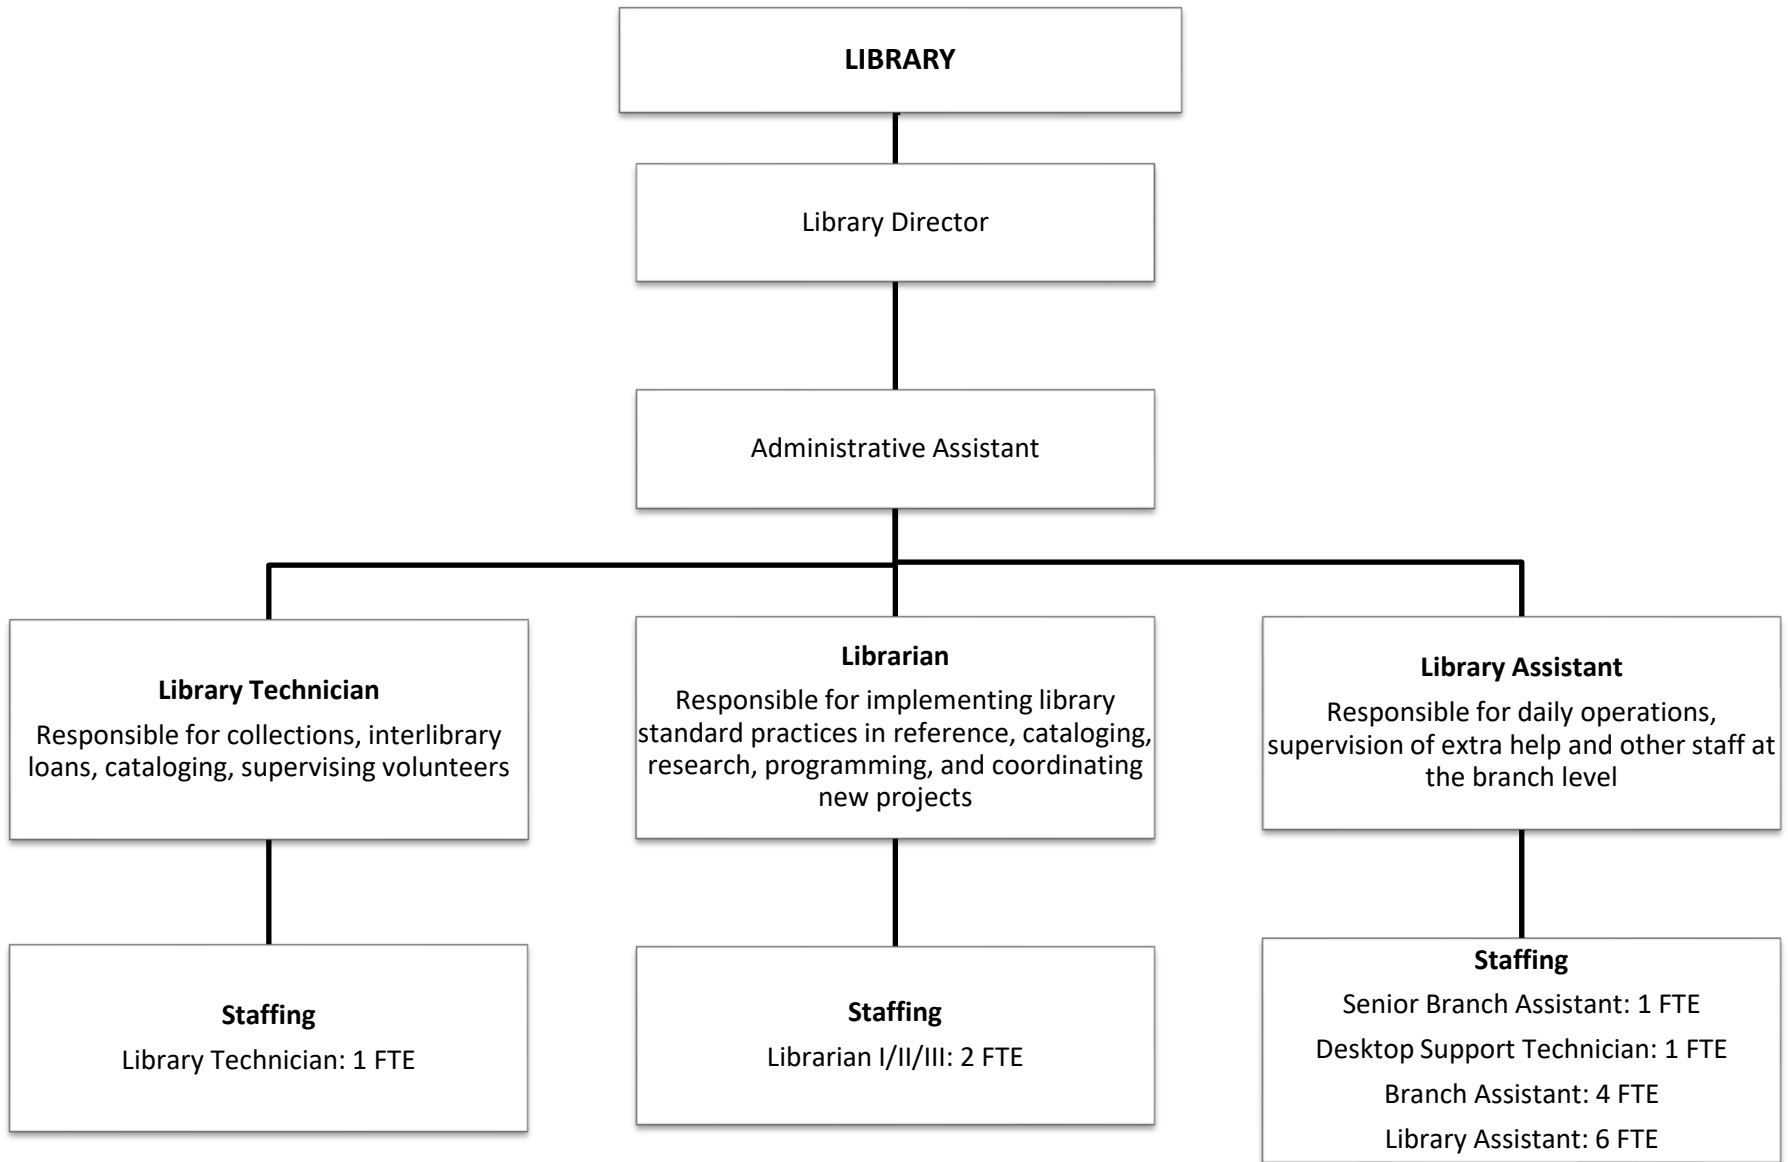 LIBRARY
Library Director
Administrative Assistant
Library Technician
Responsible for collections, interlibrary
loans, cataloging, supervising volunteers
Librarian
Responsible for implementing library
standard practices in reference, cataloging,
research, programming, and coordinating
new projects
Library Assistant
Responsible for daily operations,
supervision of extra help and other staff at
the branch level
Staffing
Library Technician: 1 FTE
Staffing
Librarian I/II/III: 2 FTE
Staffing
Senior Branch Assistant: 1 FTE
Desktop Support Technician: 1 FTE
Branch Assistant: 4 FTE
Library Assistant: 6 FTE